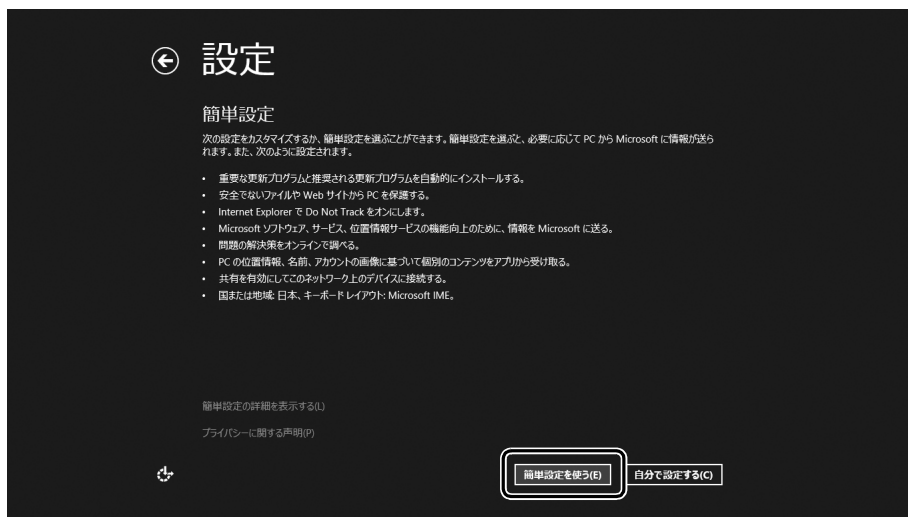 設定
簡単設定
次の設定をカスタマイズするか、簡単設定を選ぶことができます。簡単設定を選ぶと、必要に応じて PC から Microsoft に情報が送ら
れます。また、次のように設定されます。
• 重要な更新プログラムと推奨される更新プログラムを自動的にインストールする。
• 安全でないファイルや Web サイトから PC を保護する。
• Internet Explorer で Do Not Track をオンにします。
• Microsoft ソフトウェア、サービス、位置情報サービスの機能向上のために、情報を Microsoft に送る。
• 問題の解決策をオンラインで調べる。
• PC の位置情報、名前、アカウントの画像に基づいて個別のコンテンツをアプリから受け取る。
• 共有を有効にしてこのネットワーク上のデバイスに接続する。
• 国または地域: 日本、キーボード レイアウト: Microsoft IME。
簡単設定の詳細を表示する(L)
プライバシーに関する声明(P)
簡単設定を使う(E) 自分で設定する(C)